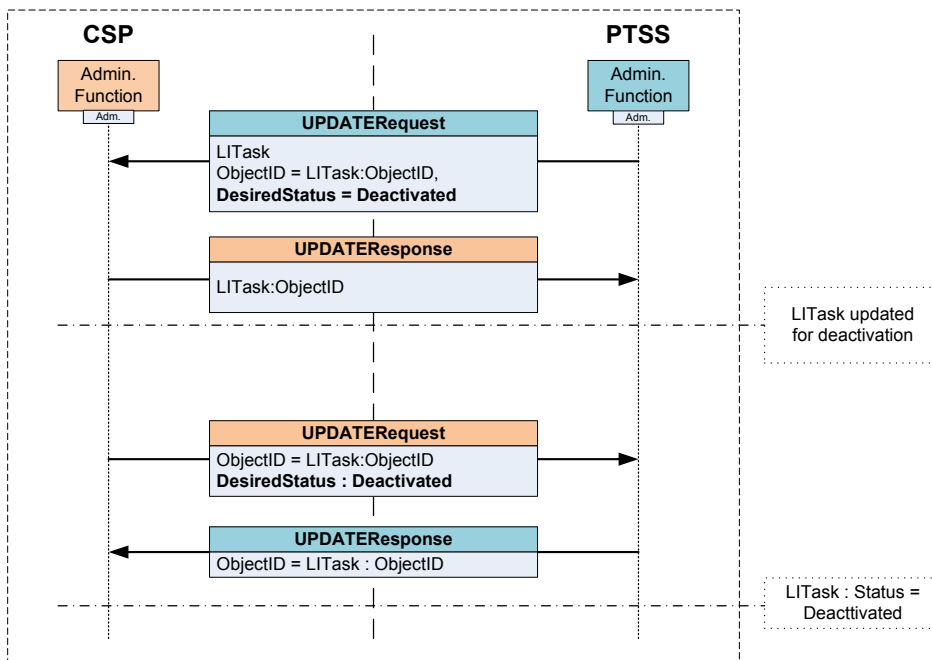 CSP
PTSS
Admin.
Function
Adm.
Admin.
Function
Adm.
UPDATERequest
LITask
ObjectID = LITask:ObjectID,
DesiredStatus = Deactivated
UPDATEResponse
LITask:ObjectID
LITask updated
for deactivation
UPDATERequest
ObjectID = LITask:ObjectID
DesiredStatus : Deactivated
UPDATEResponse
ObjectID = LITask : ObjectID
LITask : Status =
Deacttivated